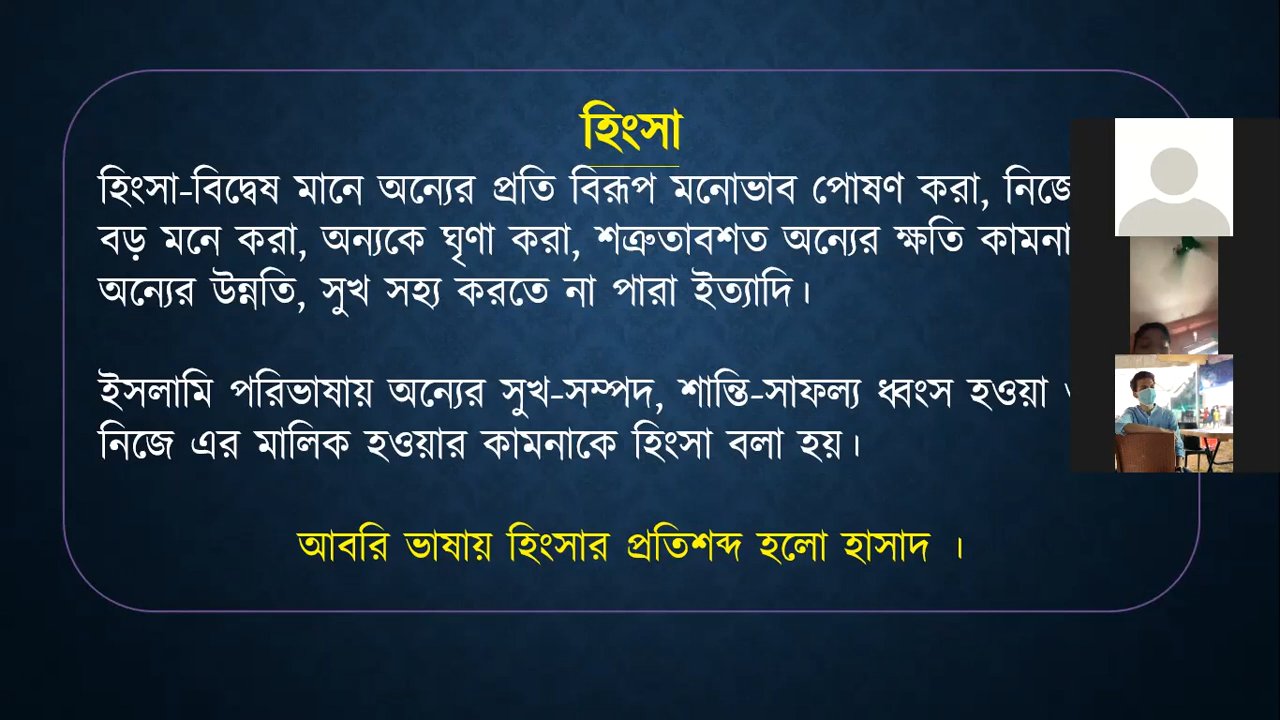 হিংসা
হিংসা-বিদ্বেষ মানে অন্যের প্রতি বিরূপ মনোভাব পোষণ করা,
বড় মনে করা, অন্যকে ঘৃণা করা, শত্রুতাবশত অন্যের ক্ষতি কামনা
অন্যের উন্নতি, সুখ সহ্য করতে না পারা ইত্যাদি।
ইসলামি পরিভাষায় অন্যের সুখ-সম্পদ, শান্তি-সাফল্য ধ্বংস হওয়া
নিজে এর মালিক হওয়ার কামনাকে হিংসা বলা হয়।
আবরি ভাষায় হিংসার প্রতিশব্দ হলো হাসাদ ।